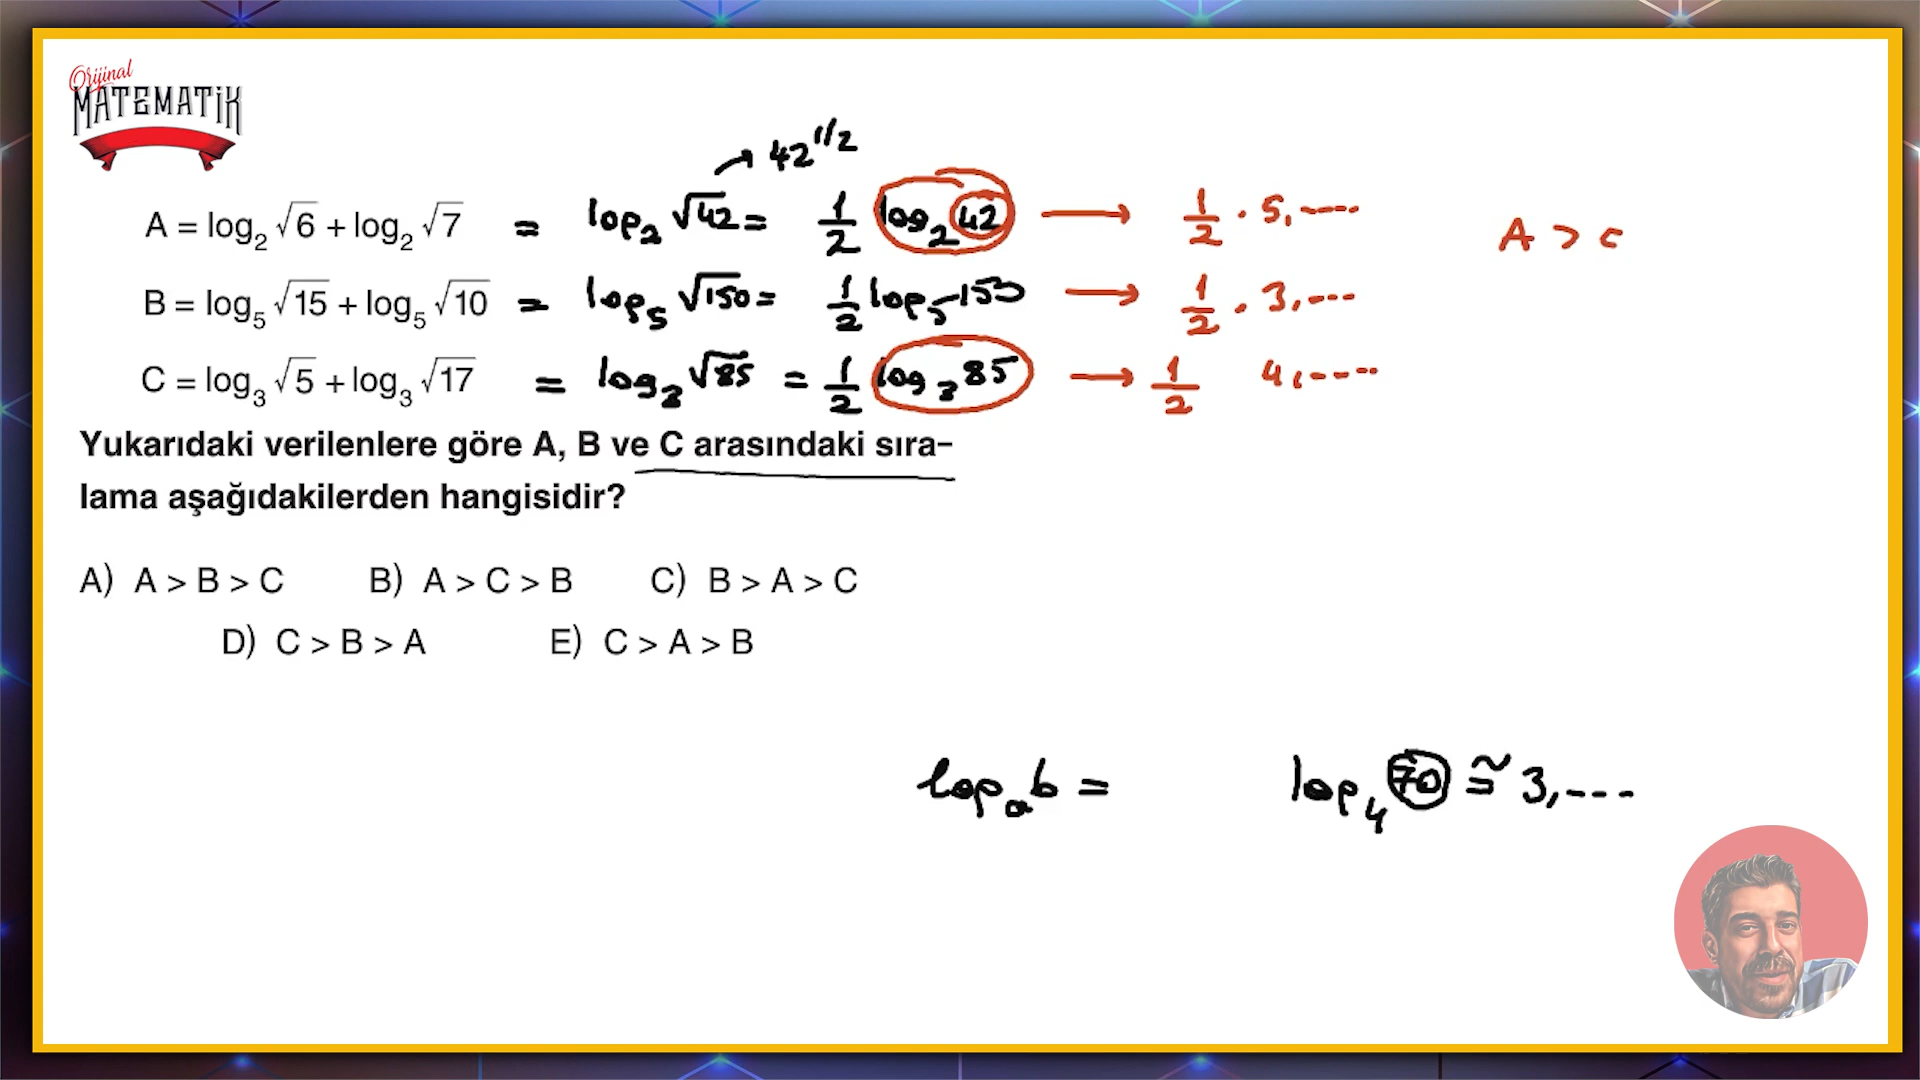 Orijinal
MATEMATİK
→ 42^1/2
A = log₂ √6 + log₂ √7 = log₂ √42 = 1/2 log₂ 42 → 1/2 · 5,....
A > C
B = log₅ √15 + log₅ √10 = log₅ √150 = 1/2 log₅ 150 → 1/2 · 3,....
C = log₃ √5 + log₃ √17 = log₃ √85 = 1/2 log₃ 85 → 1/2 4,....
Yukarıdaki verilenlere göre A, B ve C arasındaki sıra-
lama aşağıdakilerden hangisidir?
A) A > B > C B) A > C > B C) B > A > C
D) C > B > A E) C > A > B
logₐ b = log₄ 70 ≅ 3,....